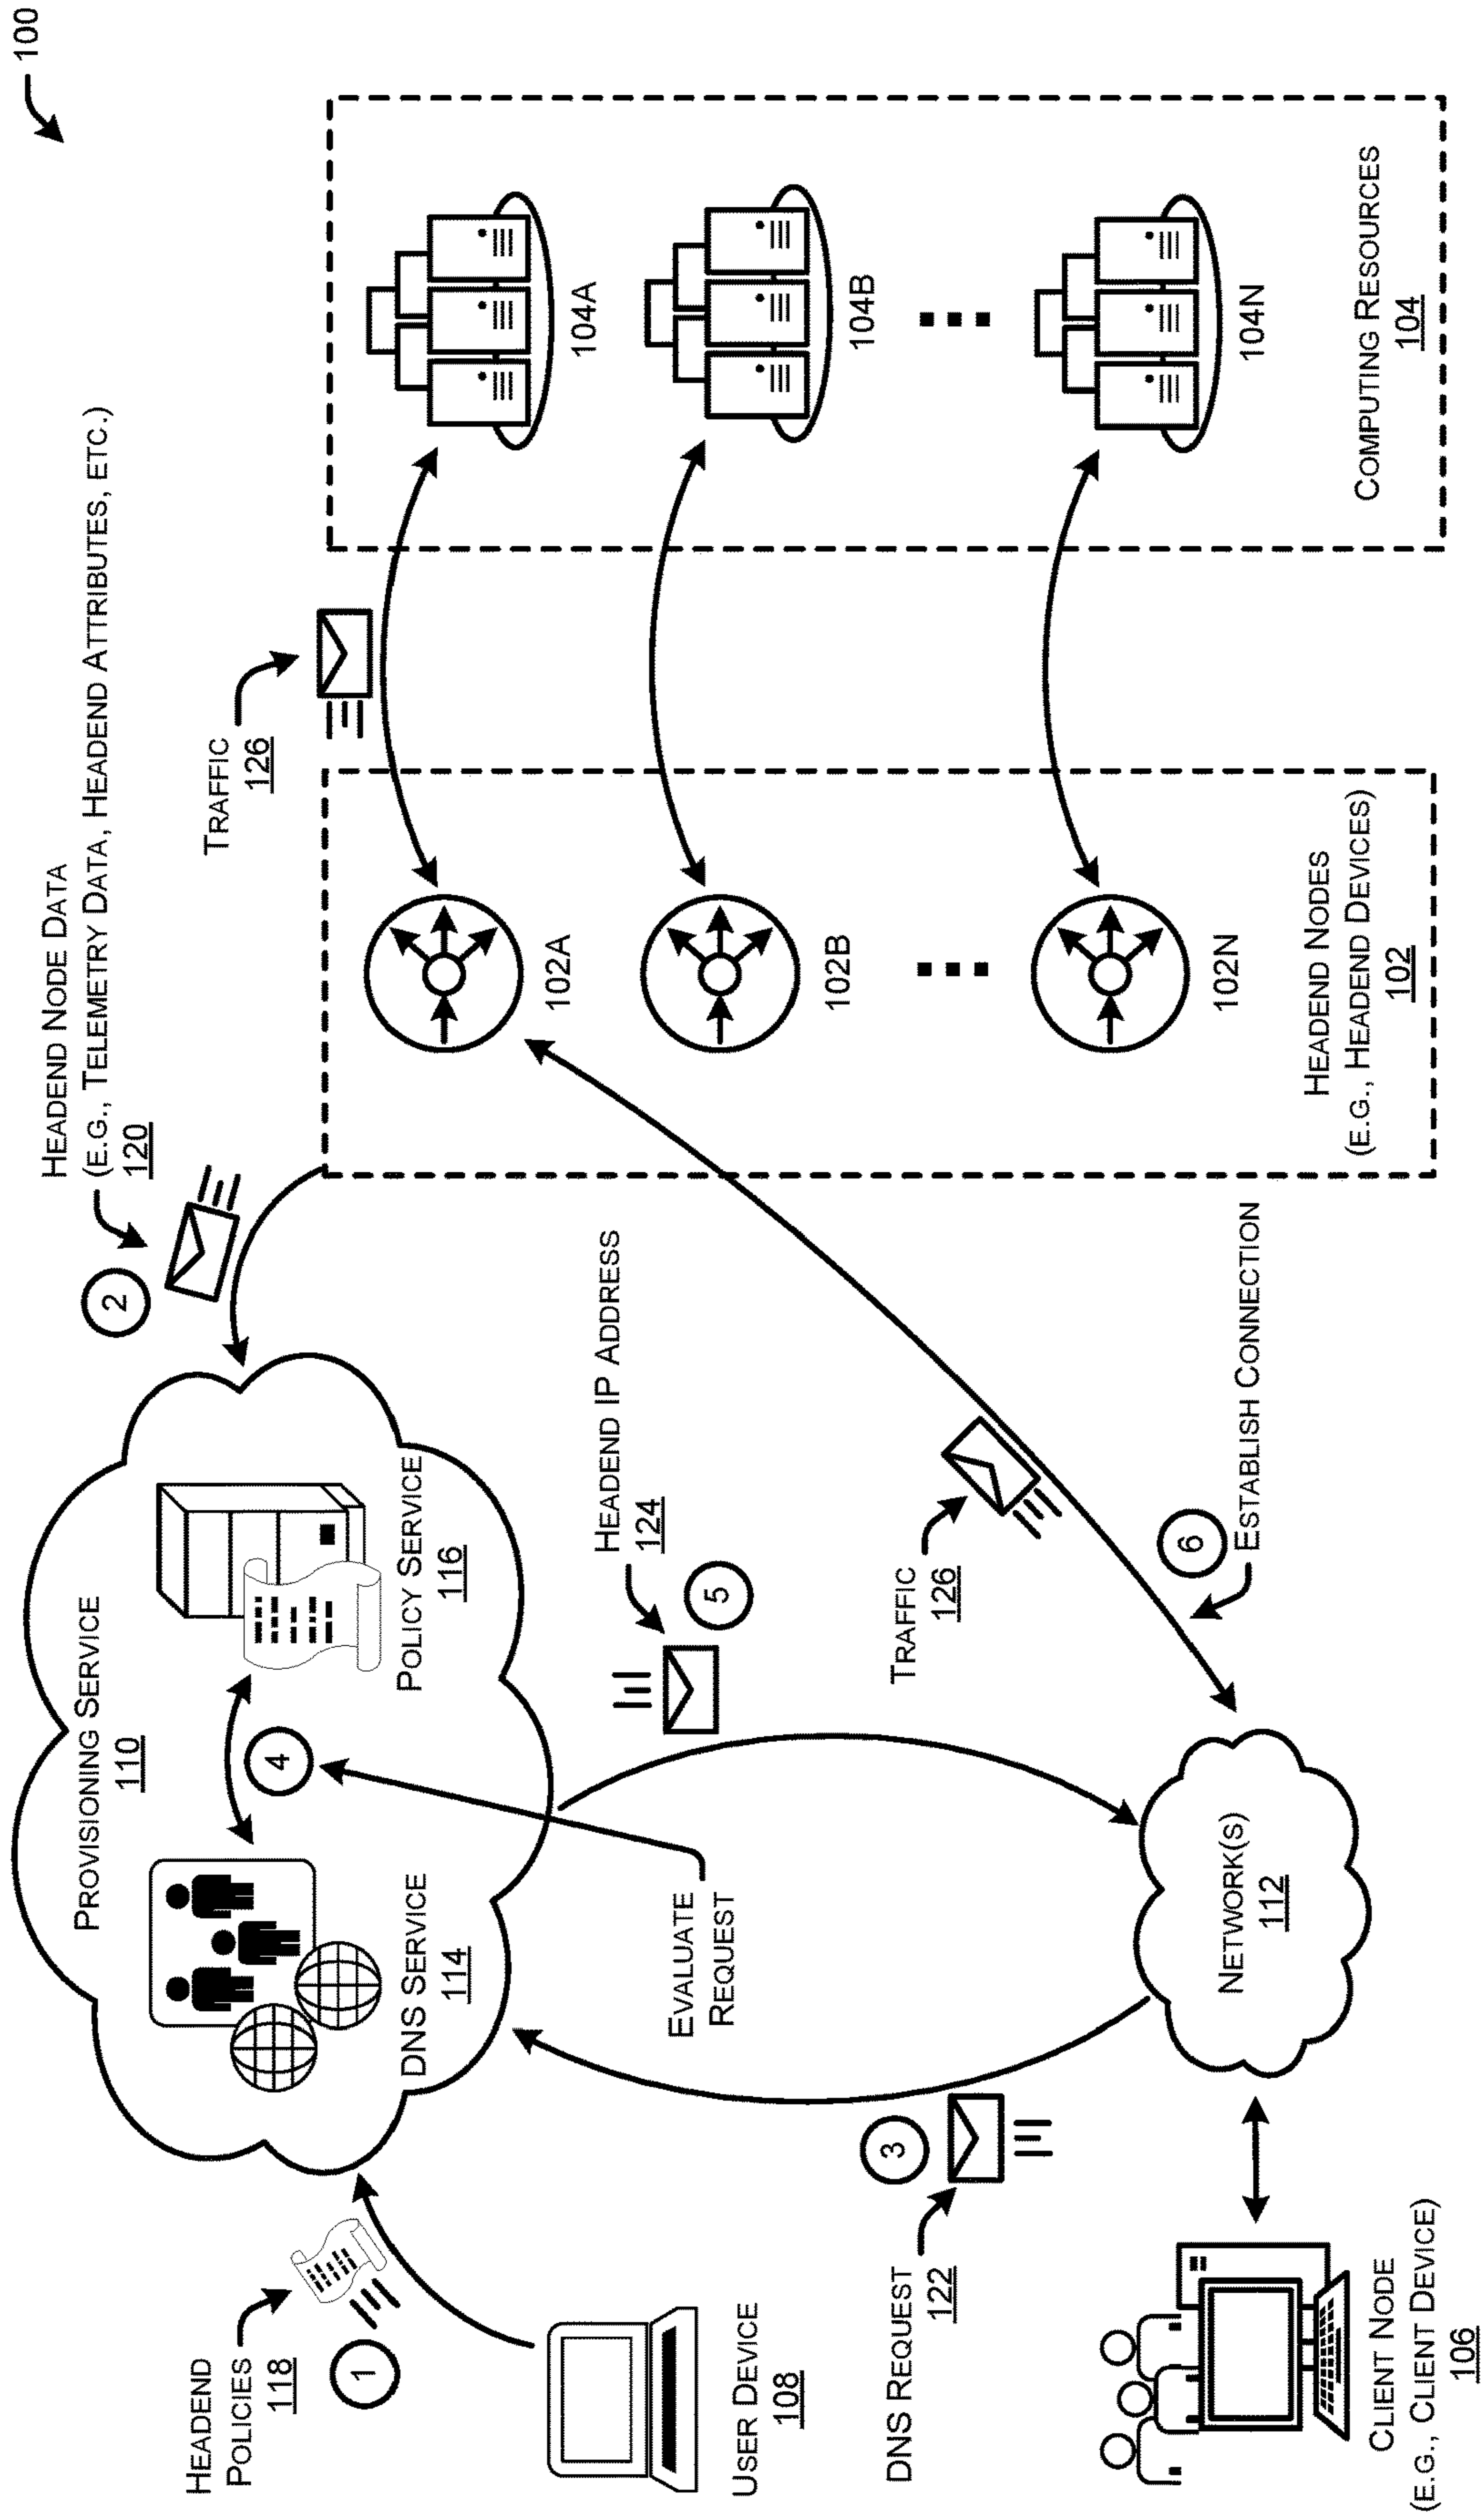 100
HEADEND NODE DATA
(E.G., TELEMETRY DATA, HEADEND ATTRIBUTES, ETC.)
120
2
PROVISIONING SERVICE
110
4
DNS SERVICE
114
POLICY SERVICE
116
HEADEND
POLICIES
118
1
USER DEVICE
108
EVALUATE
REQUEST
HEADEND IP ADDRESS
124
5
DNS REQUEST
122
3
TRAFFIC
126
6
ESTABLISH CONNECTION
NETWORK(S)
112
CLIENT NODE
(E.G., CLIENT DEVICE)
106
TRAFFIC
126
102A
102B
102N
HEADEND NODES
(E.G., HEADEND DEVICES)
102
104A
104B
104N
COMPUTING RESOURCES
104